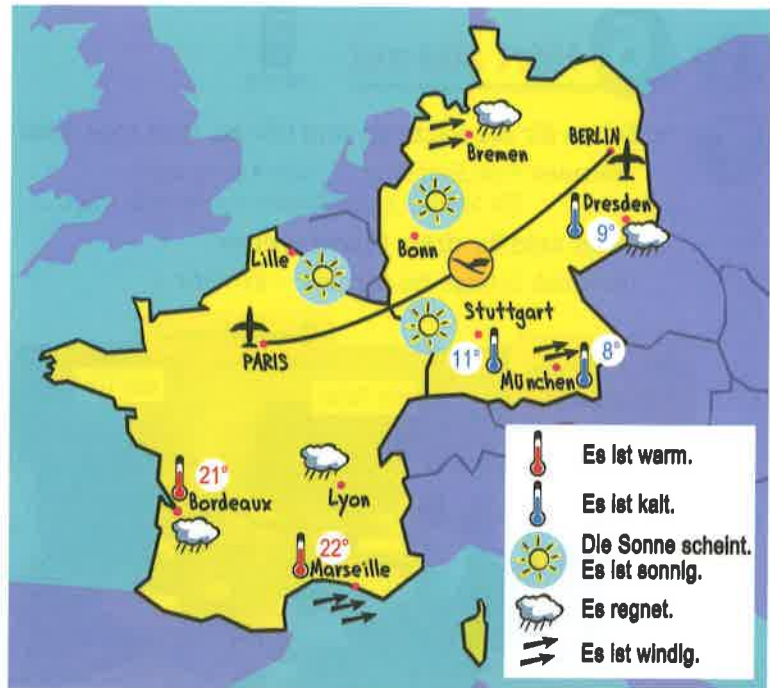 Bremen
BERLIN
Dresden
9°
Bonn
Lille
Stuttgart
11°
8°
München
PARIS
21°
Bordeaux
Lyon
22°
Marseille
Es ist warm.
Es ist kalt.
Die Sonne scheint.
Es ist sonnig.
Es regnet.
Es ist windig.